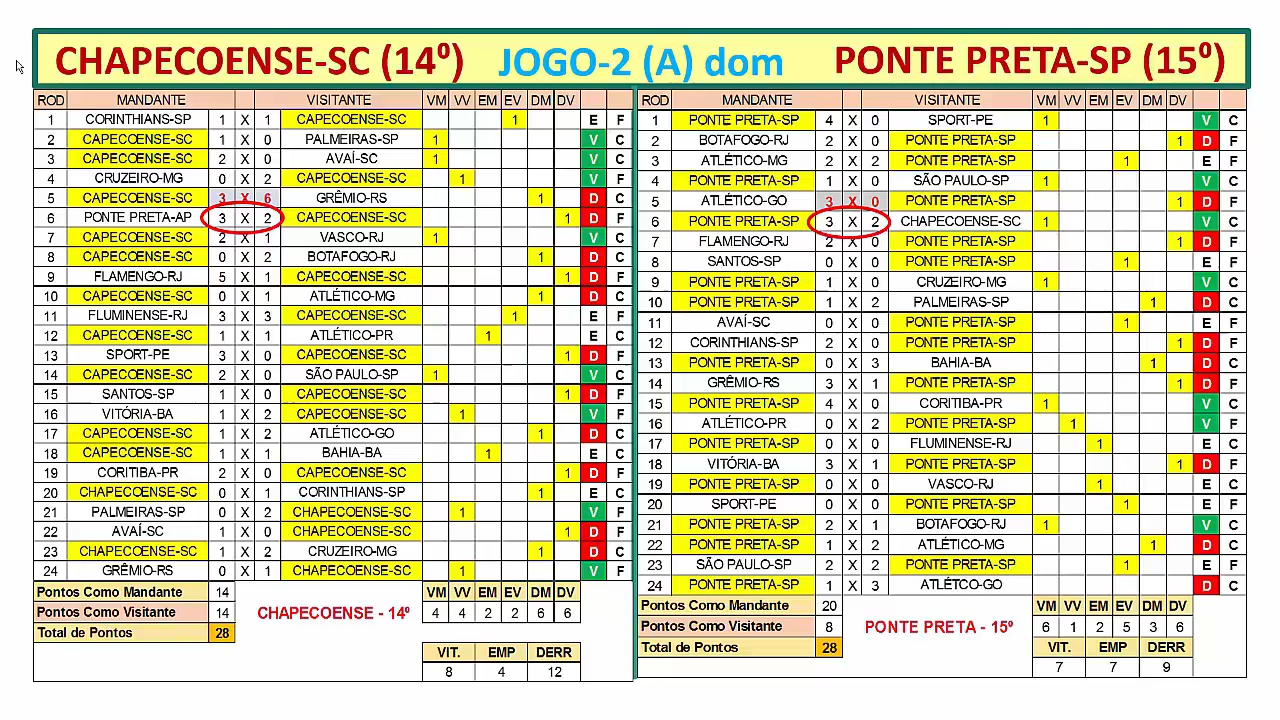 CHAPECOENSE-SC (14º) JOGO-2 (A) dom PONTE PRETA-SP (15º)
ROD MANDANTE VISITANTE VM VV EM EV DM DV
1 CORINTHIANS-SP 1 X 1 CAPECOENSE-SC 1 E F
2 CAPECOENSE-SC 1 X 0 PALMEIRAS-SP 1 V C
3 CAPECOENSE-SC 2 X 0 AVAÍ-SC 1 V C
4 CRUZEIRO-MG 0 X 2 CAPECOENSE-SC 1 V F
5 CAPECOENSE-SC 3 X 6 GRÊMIO-RS 1 D C
6 PONTE PRETA-AP 3 X 2 CAPECOENSE-SC 1 D F
7 CAPECOENSE-SC 2 X 1 VASCO-RJ 1 V C
8 CAPECOENSE-SC 0 X 2 BOTAFOGO-RJ 1 D C
9 FLAMENGO-RJ 5 X 1 CAPECOENSE-SC 1 D F
10 CAPECOENSE-SC 0 X 1 ATLÉTICO-MG 1 D C
11 FLUMINENSE-RJ 3 X 3 CAPECOENSE-SC 1 E F
12 CAPECOENSE-SC 1 X 1 ATLÉTICO-PR 1 E C
13 SPORT-PE 3 X 0 CAPECOENSE-SC 1 D F
14 CAPECOENSE-SC 2 X 0 SÃO PAULO-SP 1 V C
15 SANTOS-SP 1 X 0 CAPECOENSE-SC 1 D F
16 VITÓRIA-BA 1 X 2 CAPECOENSE-SC 1 V F
17 CAPECOENSE-SC 1 X 2 ATLÉTICO-GO 1 D C
18 CAPECOENSE-SC 1 X 1 BAHIA-BA 1 E C
19 CORITIBA-PR 2 X 0 CAPECOENSE-SC 1 D F
20 CHAPECOENSE-SC 0 X 1 CORINTHIANS-SP 1 E C
21 PALMEIRAS-SP 0 X 2 CHAPECOENSE-SC 1 V F
22 AVAÍ-SC 1 X 0 CHAPECOENSE-SC 1 D F
23 CHAPECOENSE-SC 1 X 2 CRUZEIRO-MG 1 D C
24 GRÊMIO-RS 0 X 1 CHAPECOENSE-SC 1 V F
Pontos Como Mandante 14 VM VV EM EV DM DV
Pontos Como Visitante 14 CHAPECOENSE - 14º 4 4 2 2 6 6
Total de Pontos 28
VIT. EMP DERR
8 4 12
ROD MANDANTE VISITANTE VM VV EM EV DM DV
1 PONTE PRETA-SP 4 X 0 SPORT-PE 1 V C
2 BOTAFOGO-RJ 2 X 0 PONTE PRETA-SP 1 D F
3 ATLÉTICO-MG 2 X 2 PONTE PRETA-SP 1 E F
4 PONTE PRETA-SP 1 X 0 SÃO PAULO-SP 1 V C
5 ATLÉTICO-GO 3 X 0 PONTE PRETA-SP 1 D F
6 PONTE PRETA-SP 3 X 2 CHAPECOENSE-SC 1 V C
7 FLAMENGO-RJ 2 X 0 PONTE PRETA-SP 1 D F
8 SANTOS-SP 0 X 0 PONTE PRETA-SP 1 E F
9 PONTE PRETA-SP 1 X 0 CRUZEIRO-MG 1 V C
10 PONTE PRETA-SP 1 X 2 PALMEIRAS-SP 1 D C
11 AVAÍ-SC 0 X 0 PONTE PRETA-SP 1 E F
12 CORINTHIANS-SP 2 X 0 PONTE PRETA-SP 1 D F
13 PONTE PRETA-SP 0 X 3 BAHIA-BA 1 D C
14 GRÊMIO-RS 3 X 1 PONTE PRETA-SP 1 D F
15 PONTE PRETA-SP 4 X 0 CORITIBA-PR 1 V C
16 ATLÉTICO-PR 0 X 2 PONTE PRETA-SP 1 V F
17 PONTE PRETA-SP 0 X 0 FLUMINENSE-RJ 1 E C
18 VITÓRIA-BA 3 X 1 PONTE PRETA-SP 1 D F
19 PONTE PRETA-SP 0 X 0 VASCO-RJ 1 E C
20 SPORT-PE 0 X 0 PONTE PRETA-SP 1 E F
21 PONTE PRETA-SP 2 X 1 BOTAFOGO-RJ 1 V C
22 PONTE PRETA-SP 1 X 2 ATLÉTICO-MG 1 D C
23 SÃO PAULO-SP 2 X 2 PONTE PRETA-SP 1 E F
24 PONTE PRETA-SP 1 X 3 ATLÉTCO-GO D C
Pontos Como Mandante 20 VM VV EM EV DM DV
Pontos Como Visitante 8 PONTE PRETA - 15º 6 1 2 5 3 6
Total de Pontos 28 VIT. EMP DERR
7 7 9